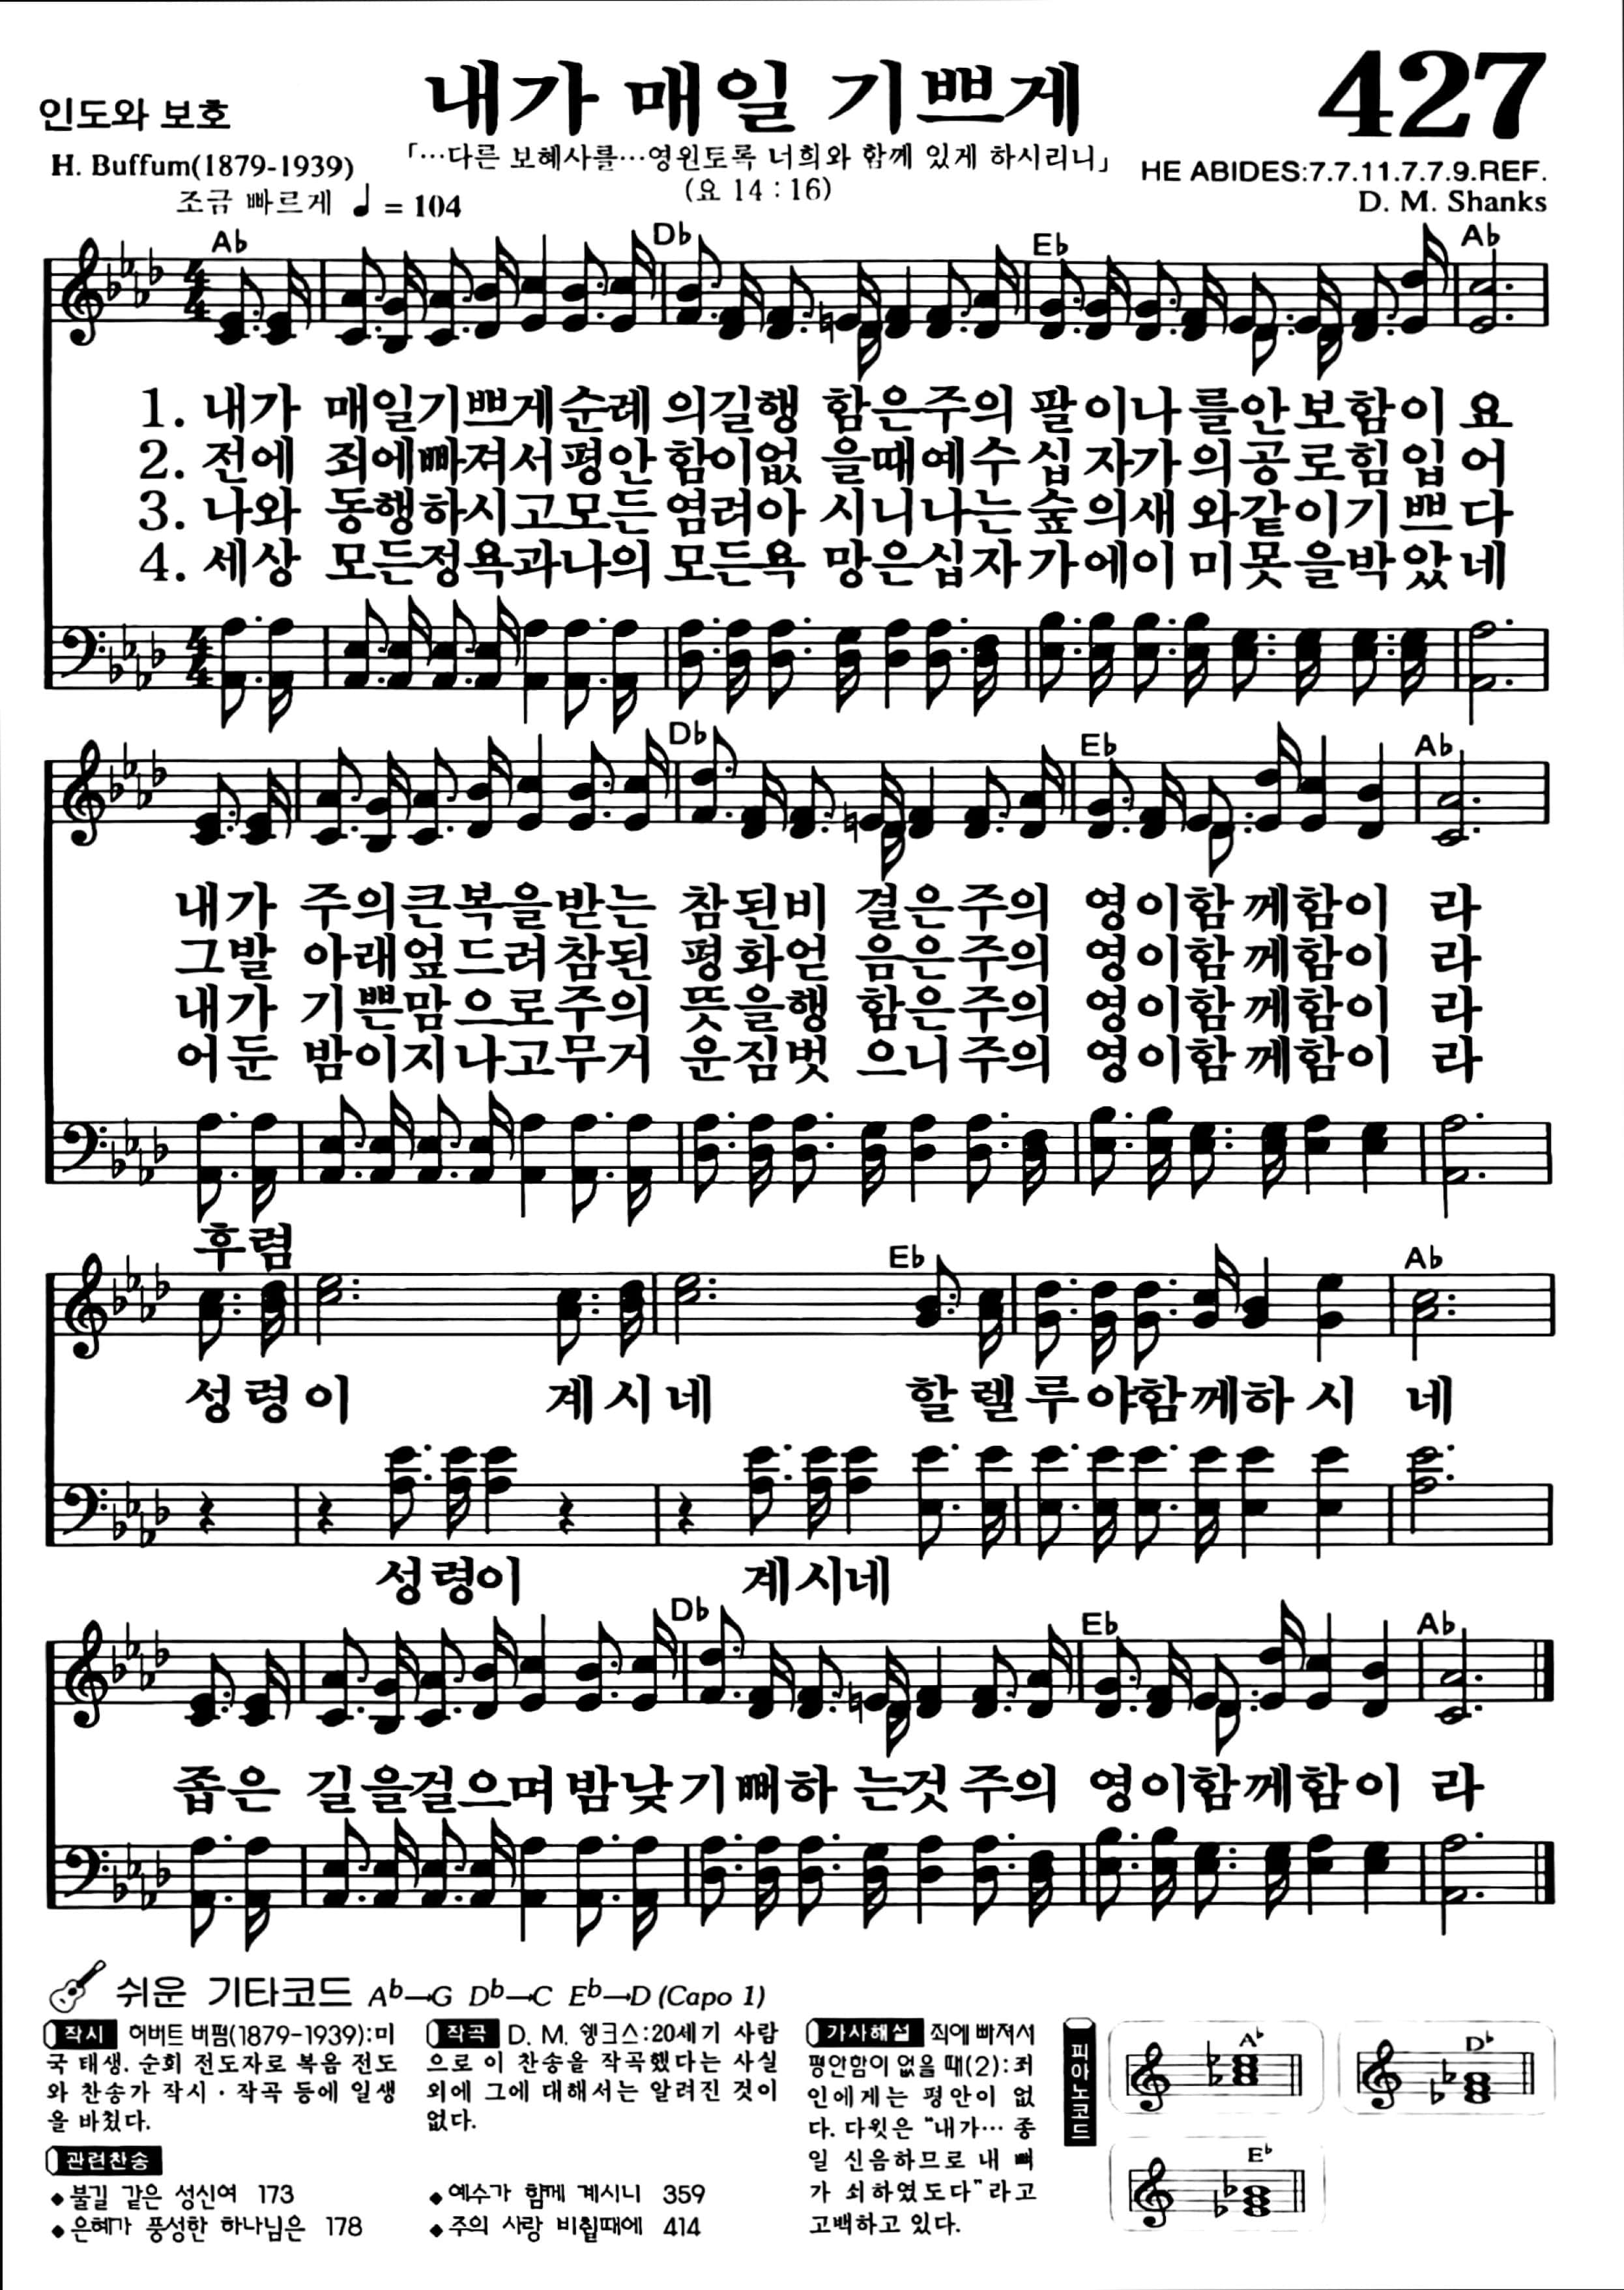 인도와 보호
내가 매일 기쁘게
427
H. Buffum(1879-1939)
「…다른 보혜사를…영원토록 너희와 함께 있게 하시리니」
(요 14 : 16)
HE ABIDES:7.7.11.7.7.9.REF.
D. M. Shanks
조금 빠르게 ♩ = 104
A♭ D♭ E♭ A♭
1. 내가 매일기쁘게순례 의길행 함은주의 팔이나 를안보함이 요
2. 전에 죄에빠져서평안 함이없 을때예수 십자가의공로힘입 어
3. 나와 동행하시고모든 염려아 시니나는 숲의새 와같이기쁘 다
4. 세상 모든정욕과나의 모든욕 망은십자 가에이 미못을박았 네
D♭ E♭ A♭
내가 주의큰복을받는 참된비 결은주의 영이함께함이 라
그발 아래엎드려참된 평화얻 음은주의 영이함께함이 라
내가 기쁜맘으로주의 뜻을행 함은주의 영이함께함이 라
어둔 밤이지나고무거 운짐벗 으니주의 영이함께함이 라
후렴
E♭ A♭
성령이 계시네 할렐루야함께하시 네
성령이 계시네
D♭ E♭ A♭
좁은 길을걸으며밤낮기뻐하 는것주의 영이함께함이 라
쉬운 기타코드 A♭→G D♭→C E♭→D (Capo 1)
작시 허버트 버펌(1879-1939):미
국 태생. 순회 전도자로 복음 전도
와 찬송가 작시·작곡 등에 일생
을 바쳤다.
작곡 D. M. 쉥크스:20세기 사람
으로 이 찬송을 작곡했다는 사실
외에 그에 대해서는 알려진 것이
없다.
가사해설 죄에 빠져서
평안함이 없을 때(2):죄
인에게는 평안이 없
다. 다윗은 “내가… 종
일 신음하므로 내 뼈
가 쇠하였도다”라고
고백하고 있다.
피아노코드
A♭
D♭
E♭
관련찬송
◆불길 같은 성신여 173
◆은혜가 풍성한 하나님은 178
◆예수가 함께 계시니 359
◆주의 사랑 비췰때에 414